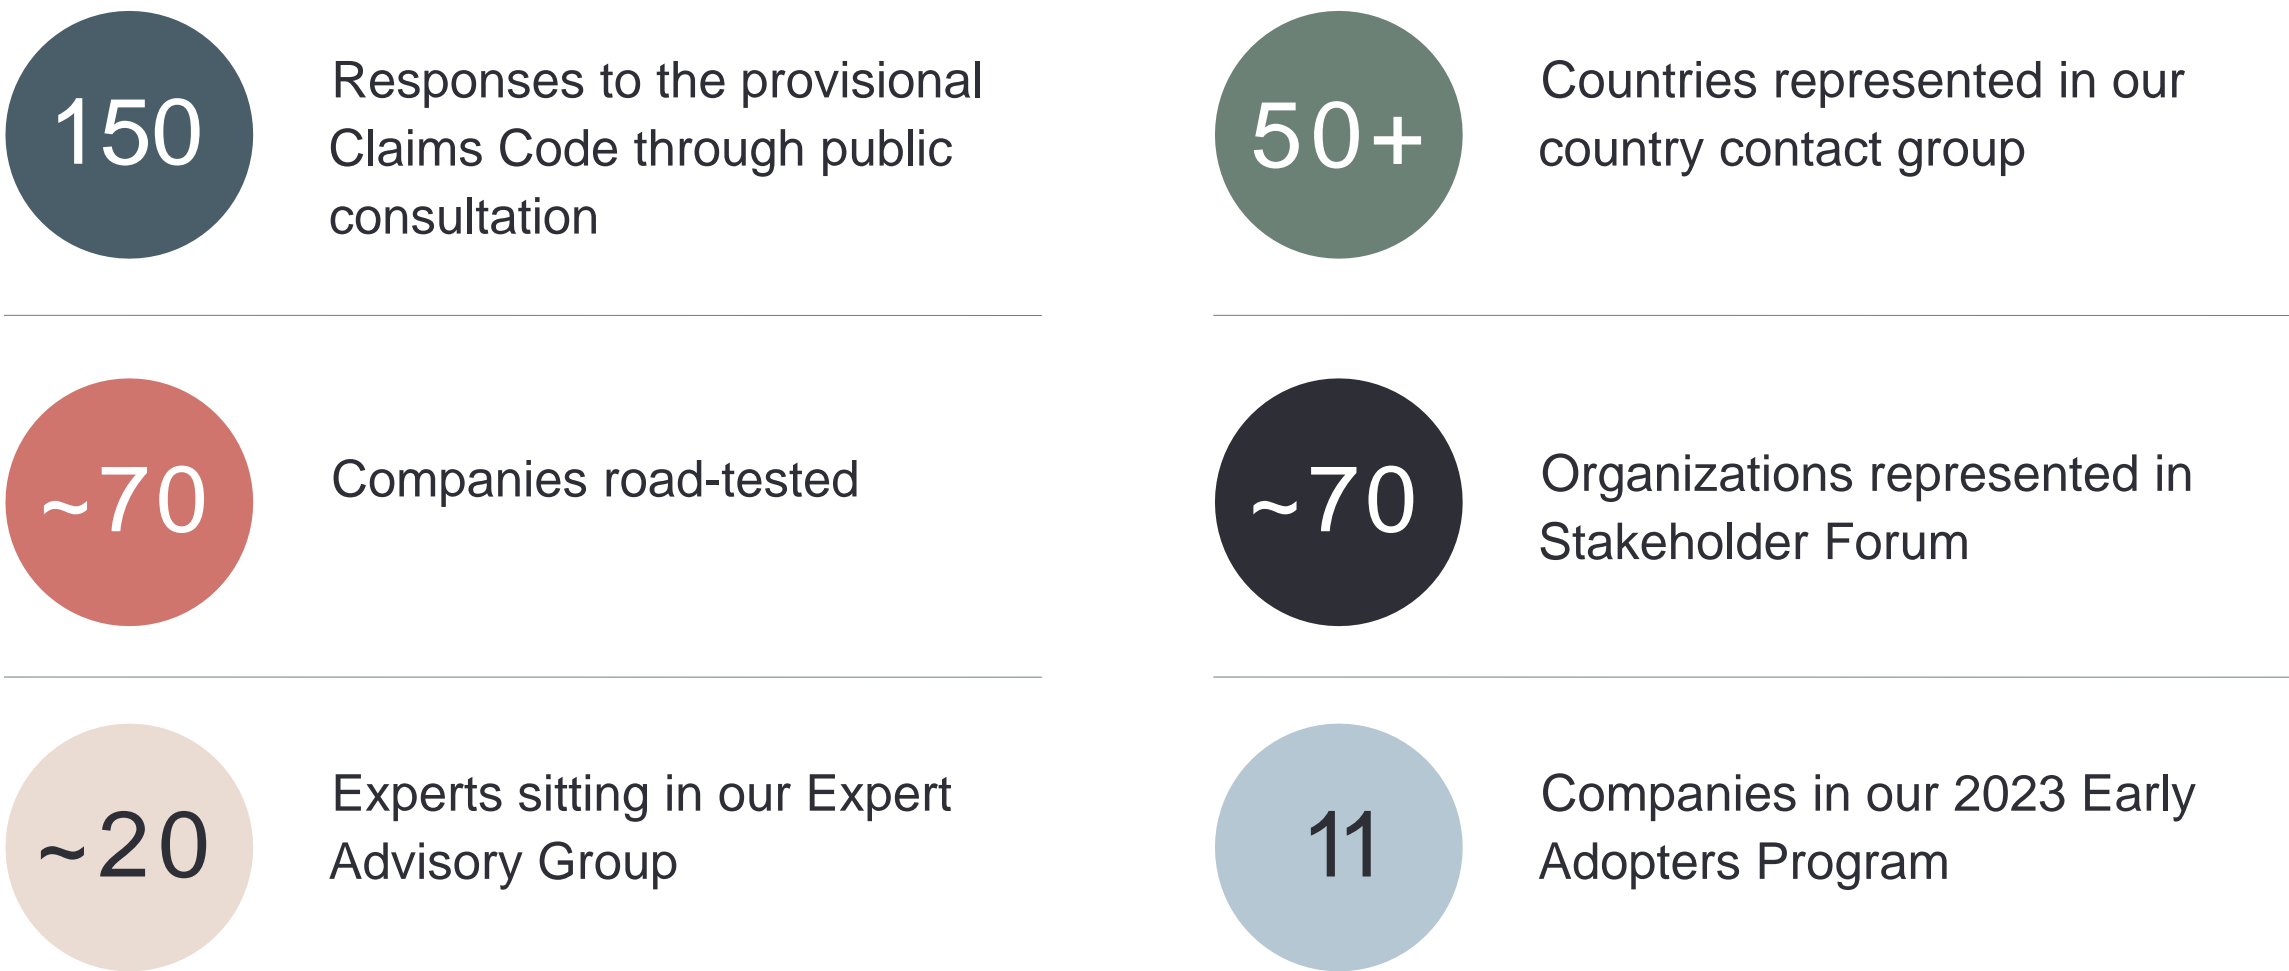 150
Responses to the provisional
Claims Code through public
consultation
50+
Countries represented in our
country contact group
~70
Companies road-tested
~70
Organizations represented in
Stakeholder Forum
~20
Experts sitting in our Expert
Advisory Group
11
Companies in our 2023 Early
Adopters Program